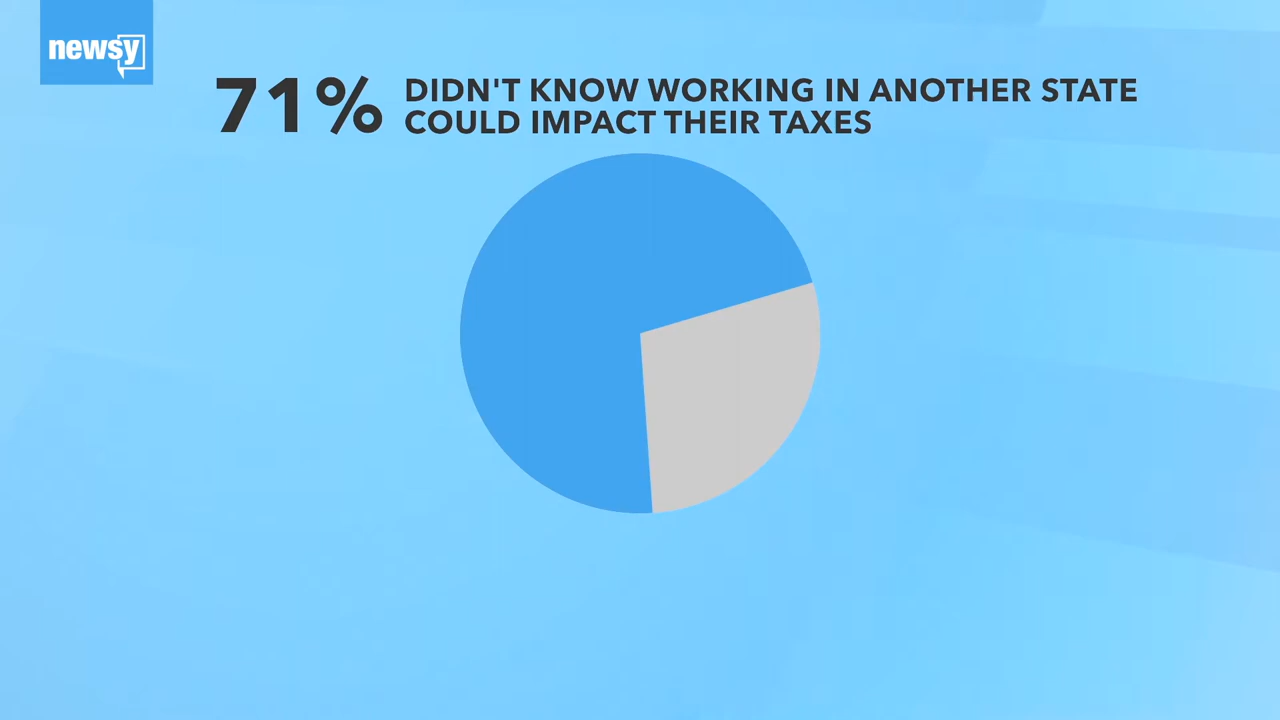 newsy
71%
DIDN'T KNOW WORKING IN ANOTHER STATE
COULD IMPACT THEIR TAXES